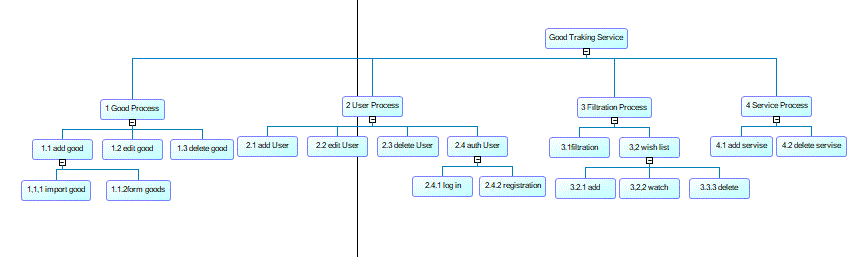 Good Traking Service
1 Good Process
2 User Process
3 Filtration Process
4 Service Process
1.1 add good
1.2 edit good
1.3 delete good
2.1 add User
2.2 edit User
2.3 delete User
2.4 auth User
3.1filtration
3,2 wish list
4.1 add servise
4.2 delete servise
1,1,1 import good
1.1.2form goods
2.4.1 log in
2.4.2 registration
3.2.1 add
3,2,2 watch
3.3.3 delete